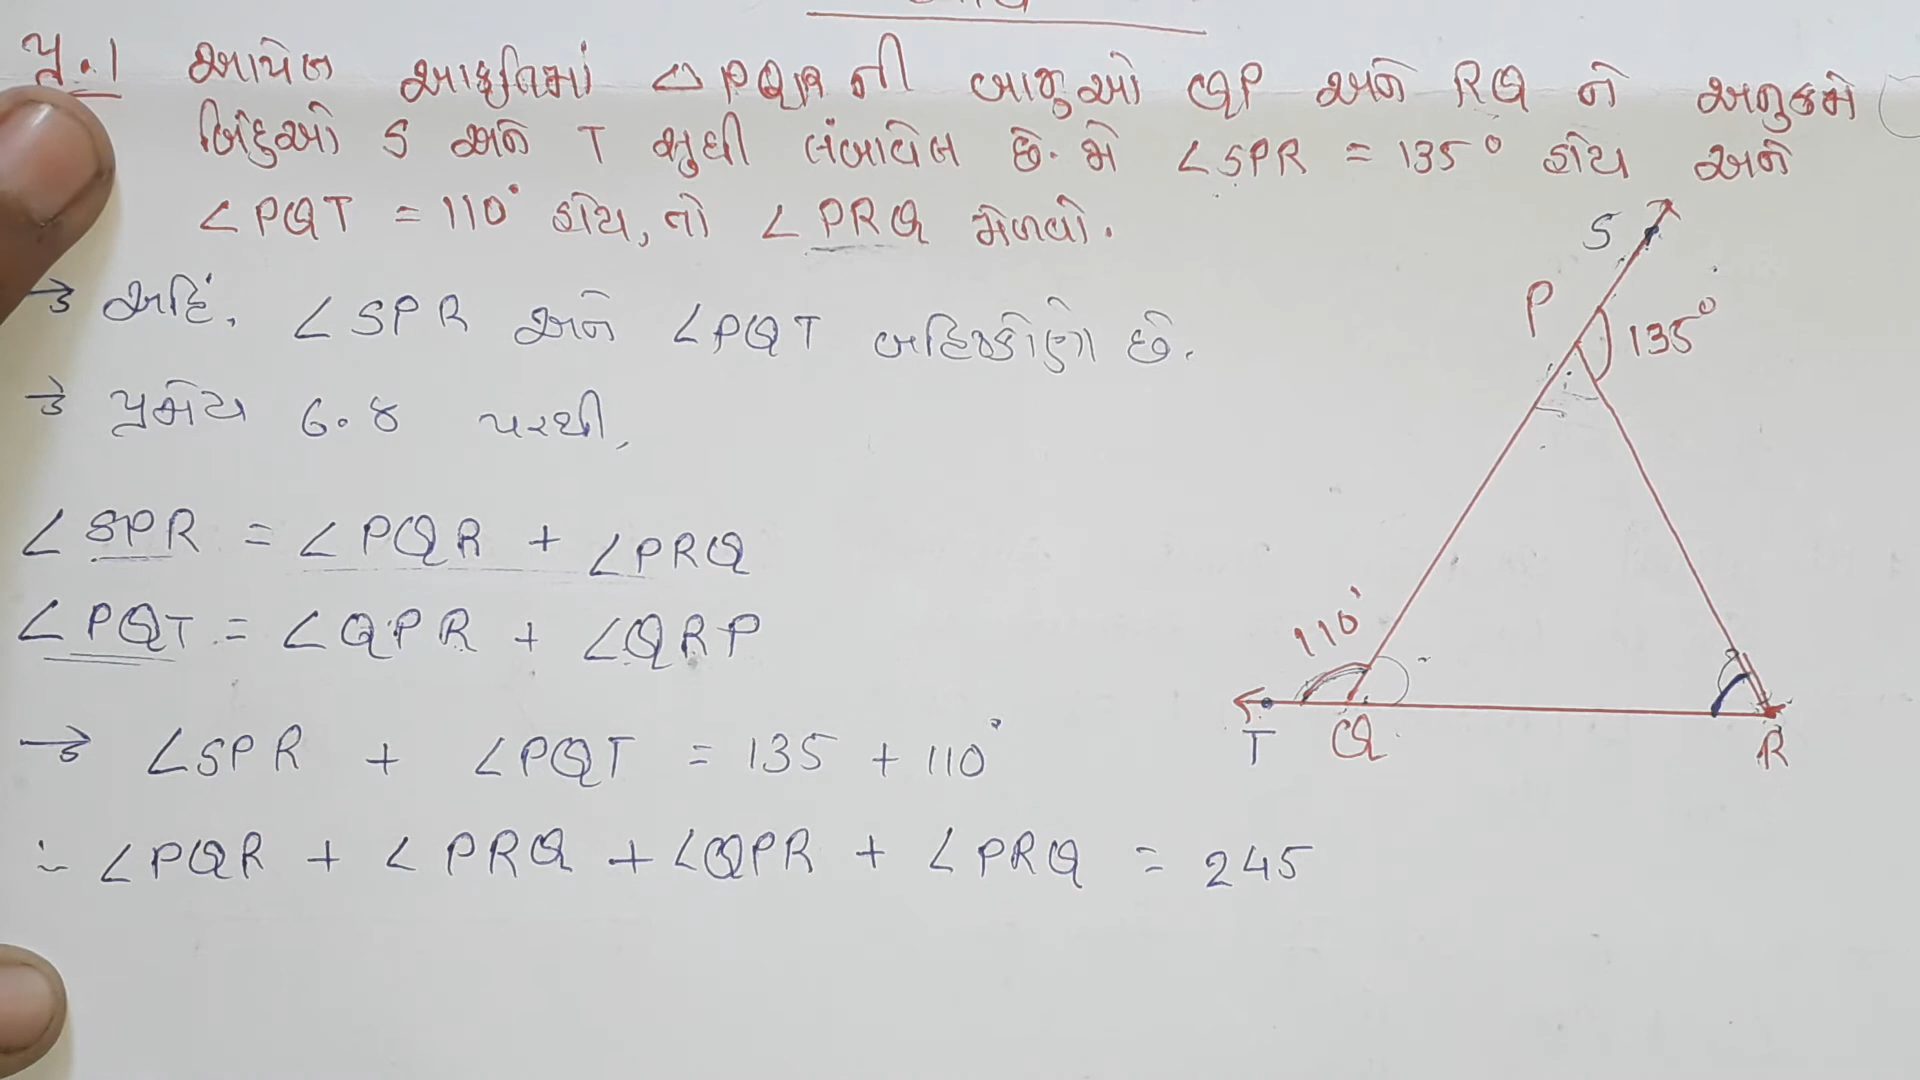 પ્ર.1 આપેલ આકૃતિમાં △PQR ની બાજુઓ QP અને RQ ને અનુક્રમે
બિંદુઓ S અને T સુધી લંબાવેલ છે. જો ∠SPR = 135° હોય અને
∠PQT = 110° હોય, તો ∠PRQ મેળવો.
→ અહિં, ∠SPR અને ∠PQT બહિષ્કોણો છે.
→ પ્રમેય 6.8 પરથી,
∠SPR = ∠PQR + ∠PRQ
∠PQT = ∠QPR + ∠QRP
→ ∠SPR + ∠PQT = 135 + 110°
∴ ∠PQR + ∠PRQ + ∠QPR + ∠PRQ = 245
S
P
135°
110°
T Q R